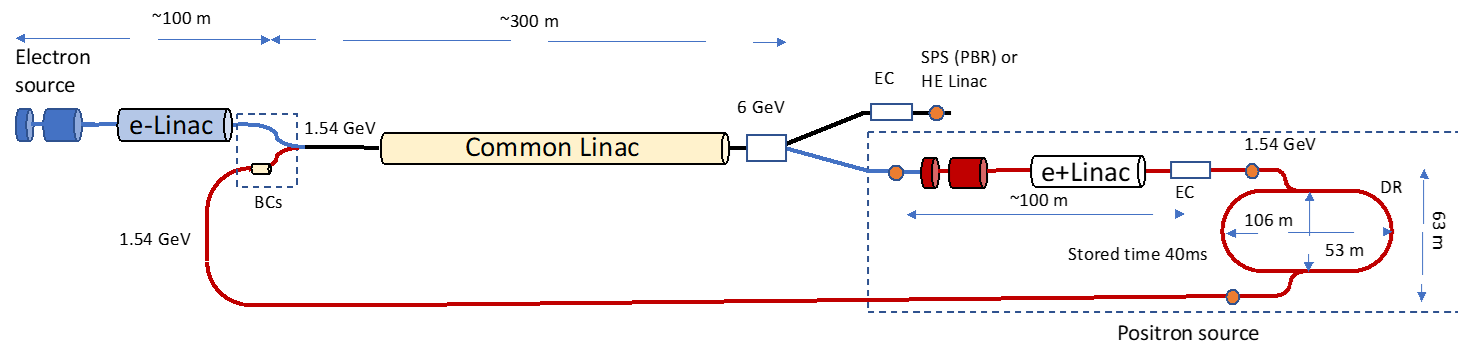 ~100 m
~300 m
Electron
source
e-Linac
1.54 GeV
BCs
Common Linac
6 GeV
EC
SPS (PBR) or
HE Linac
e+Linac
EC
~100 m
1.54 GeV
DR
106 m
53 m
63 m
Stored time 40ms
1.54 GeV
Positron source